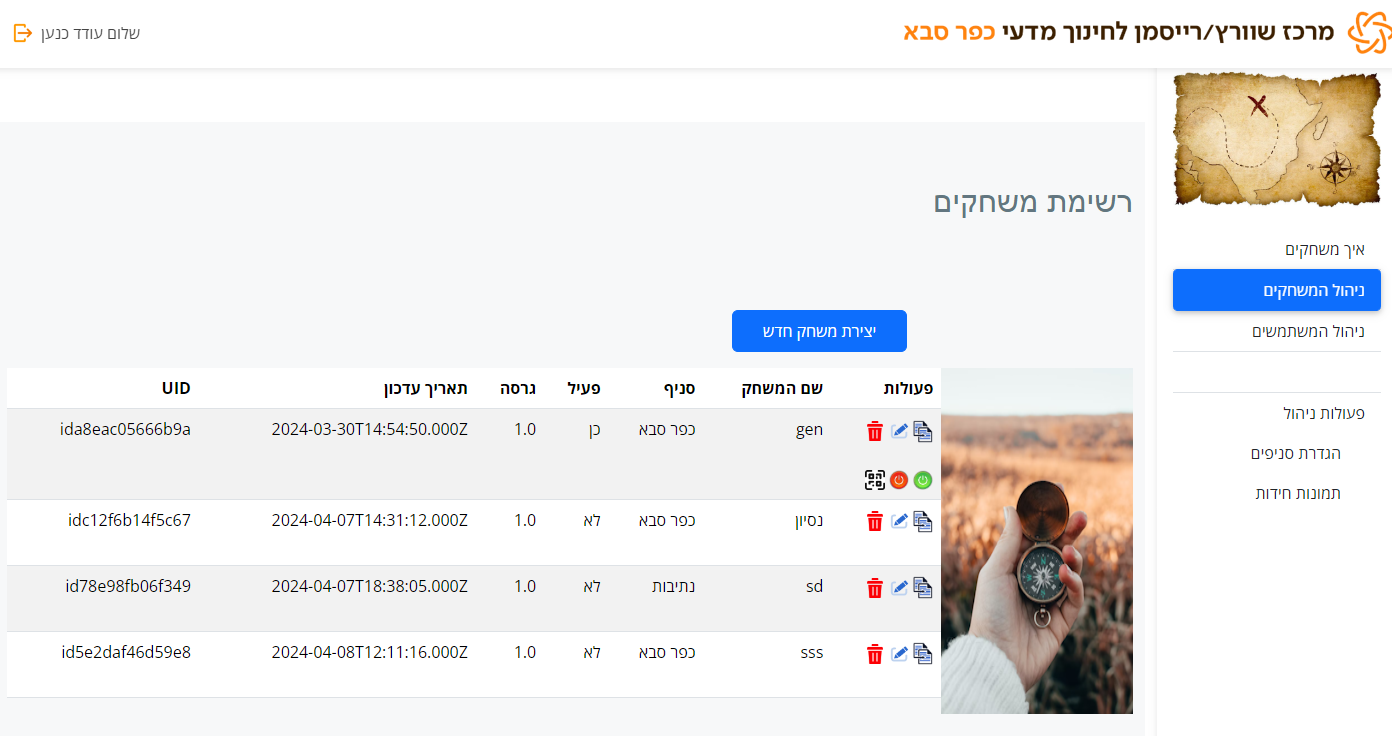 מרכז שוורץ/רייסמן לחינוך מדעי כפר סבא
שלום עודד כנען
איך משחקים
ניהול המשחקים
ניהול המשתמשים
פעולות ניהול
הגדרת סניפים
תמונות חידות
רשימת משחקים
יצירת משחק חדש
פעולות שם המשחק סניף פעיל גרסה תאריך עדכון UID
gen כפר סבא כן 1.0 2024-03-30T14:54:50.000Z ida8eac05666b9a
נסיון כפר סבא לא 1.0 2024-04-07T14:31:12.000Z idc12f6b14f5c67
sd נתיבות לא 1.0 2024-04-07T18:38:05.000Z id78e98fb06f349
sss כפר סבא לא 1.0 2024-04-08T12:11:16.000Z id5e2daf46d59e8